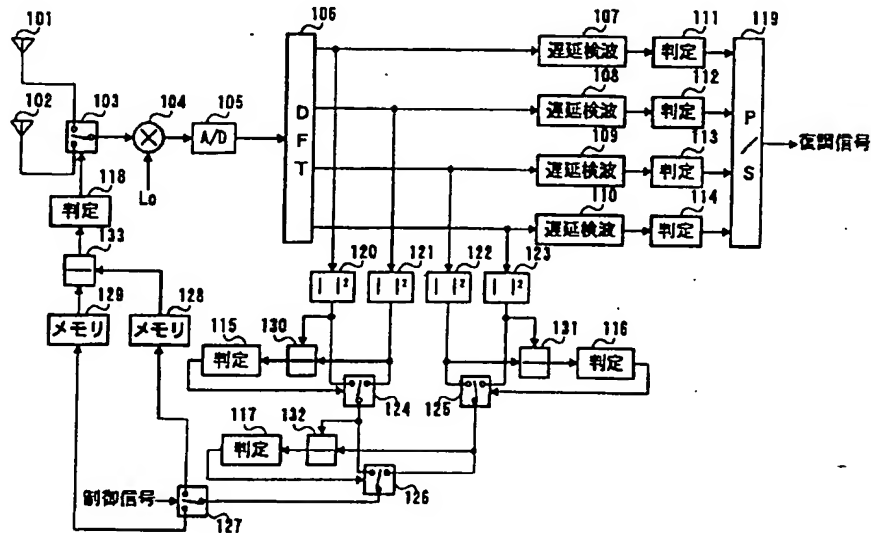 101
102
103
104
105
106
107
108
109
110
111
112
113
114
119
A/D
Lo
DFT
遅延検波
遅延検波
遅延検波
遅延検波
判定
判定
判定
判定
P/S
復調信号
118
判定
133
129
メモリ
128
メモリ
120
| |²
121
| |²
122
| |²
123
| |²
115
判定
130
131
116
判定
124
125
117
判定
132
126
制御信号
127